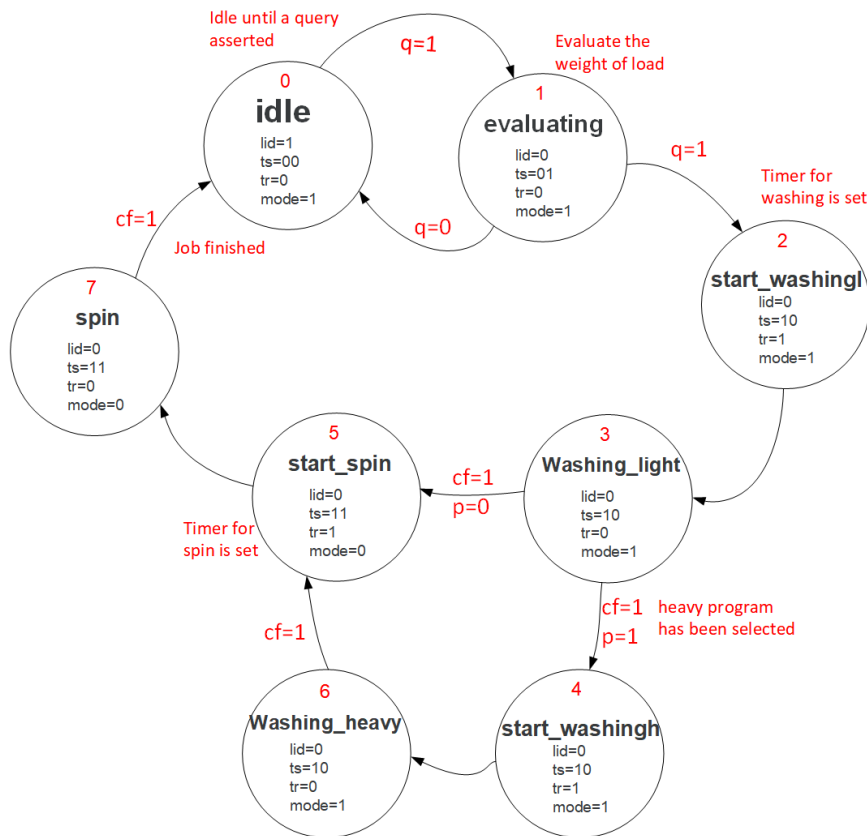 Idle until a query
asserted
q=1
Evaluate the
weight of load
0
idle
lid=1
ts=00
tr=0
mode=1
1
evaluating
lid=0
ts=01
tr=0
mode=1
q=1
Timer for
washing is set
cf=1
Job finished
q=0
2
start_washingl
lid=0
ts=10
tr=1
mode=1
7
spin
lid=0
ts=11
tr=0
mode=0
5
start_spin
lid=0
ts=11
tr=1
mode=0
cf=1
p=0
3
Washing_light
lid=0
ts=10
tr=0
mode=1
Timer for
spin is set
cf=1
p=1
heavy program
has been selected
cf=1
6
Washing_heavy
lid=0
ts=10
tr=0
mode=1
4
start_washingh
lid=0
ts=10
tr=1
mode=1